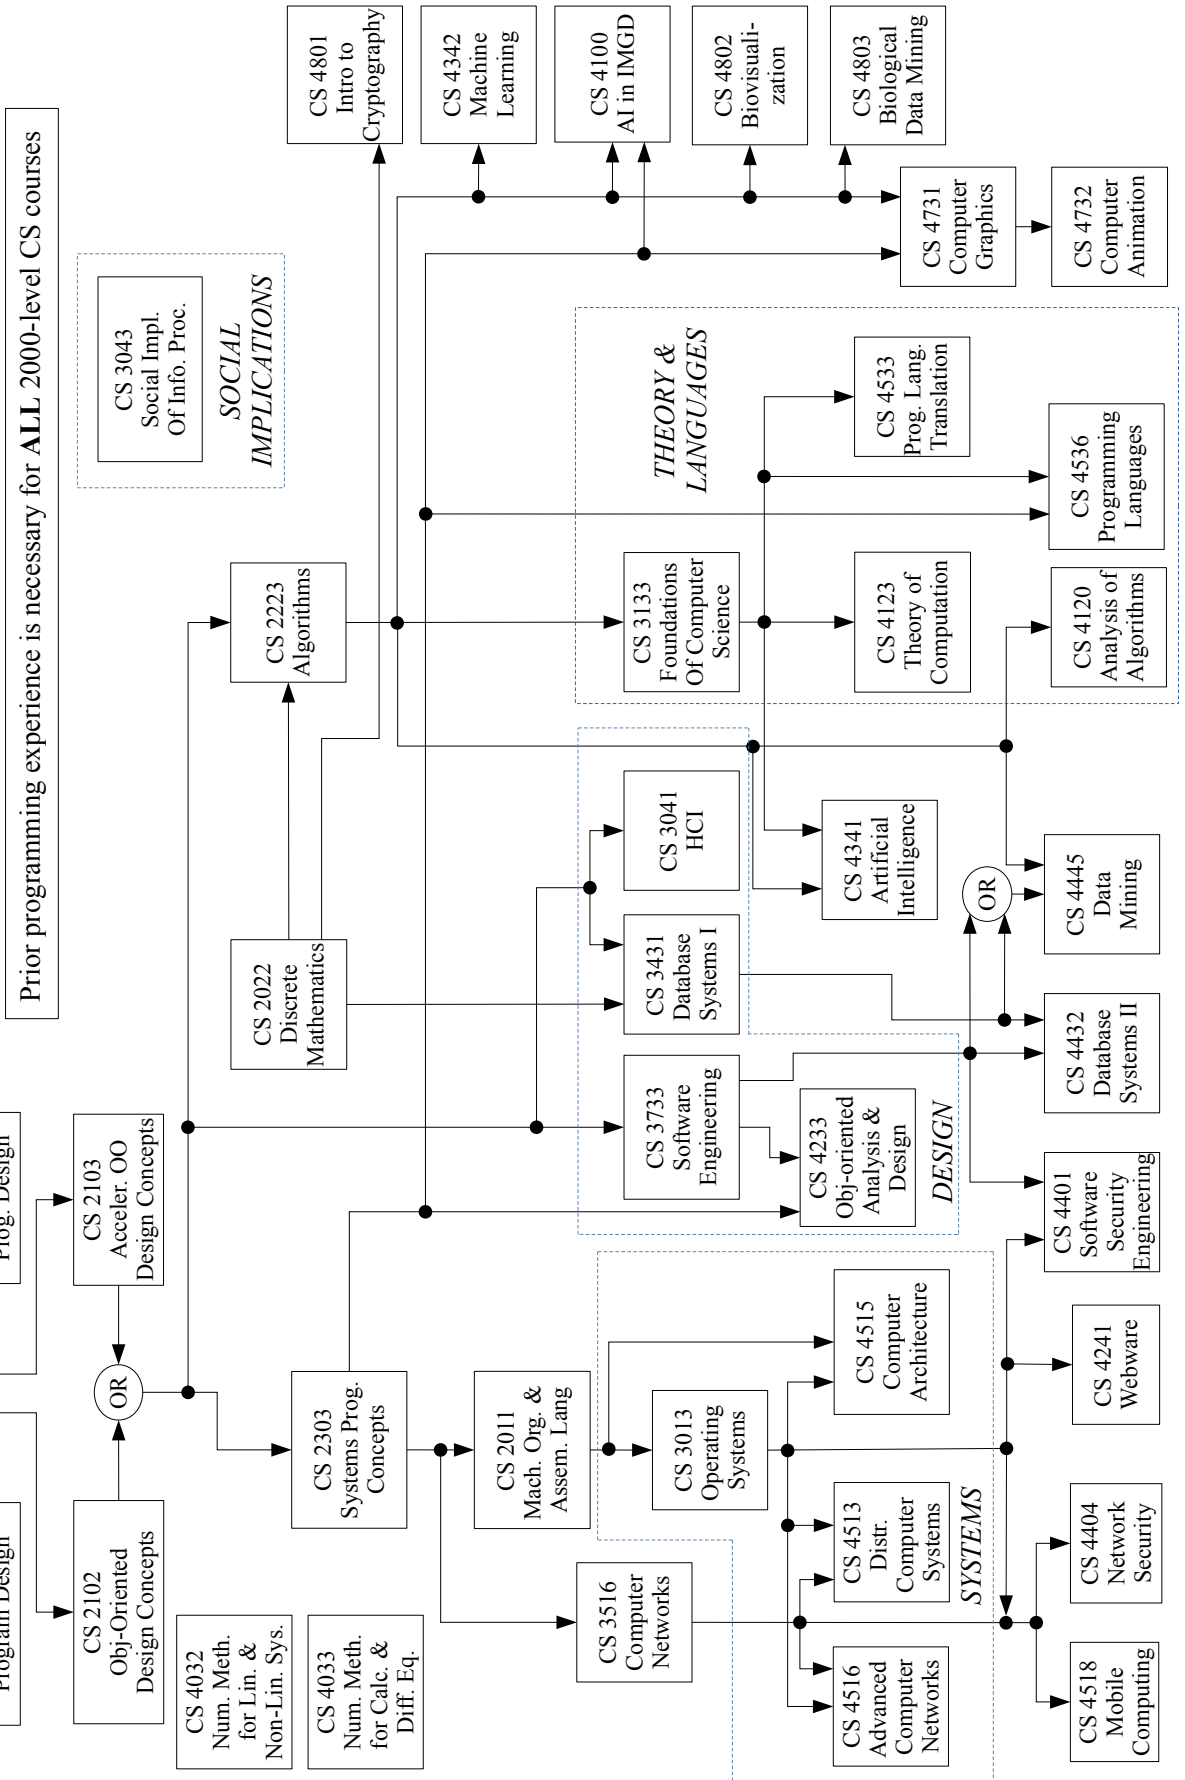 Prior programming experience is necessary for ALL 2000-level CS courses
Program Design
Prog. Design
CS 2102
Obj-Oriented
Design Concepts
OR
CS 2103
Acceler. OO
Design Concepts
CS 3043
Social Impl.
Of Info. Proc.
SOCIAL
IMPLICATIONS
CS 4032
Num. Meth.
for Lin. &
Non-Lin. Sys.
CS 4033
Num. Meth.
for Calc. &
Diff. Eq.
CS 2303
Systems Prog.
Concepts
CS 2022
Discrete
Mathematics
CS 2223
Algorithms
CS 4801
Intro to
Cryptography
CS 4342
Machine
Learning
CS 4100
AI in IMGD
CS 4802
Biovisuali-
zation
CS 4803
Biological
Data Mining
CS 2011
Mach. Org. &
Assem. Lang
CS 3516
Computer
Networks
CS 3013
Operating
Systems
CS 3733
Software
Engineering
CS 3431
Database
Systems I
CS 3041
HCI
CS 3133
Foundations
Of Computer
Science
THEORY &
LANGUAGES
CS 4516
Advanced
Computer
Networks
CS 4513
Distr.
Computer
Systems
CS 4515
Computer
Architecture
SYSTEMS
CS 4233
Obj-oriented
Analysis &
Design
DESIGN
CS 4341
Artificial
Intelligence
CS 4123
Theory of
Computation
CS 4533
Prog. Lang.
Translation
CS 4731
Computer
Graphics
OR
CS 4518
Mobile
Computing
CS 4404
Network
Security
CS 4241
Webware
CS 4401
Software
Security
Engineering
CS 4432
Database
Systems II
CS 4445
Data
Mining
CS 4120
Analysis of
Algorithms
CS 4536
Programming
Languages
CS 4732
Computer
Animation